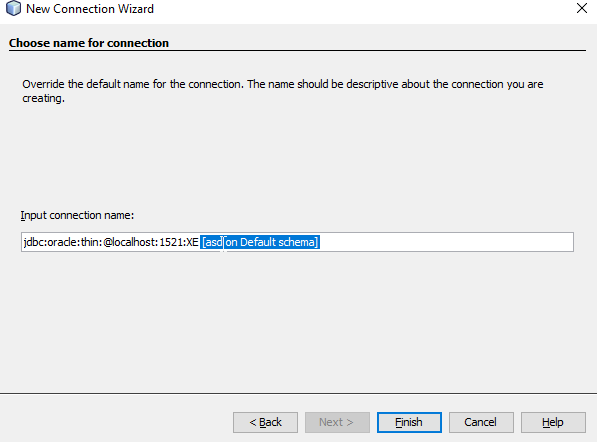 New Connection Wizard
Choose name for connection
Override the default name for the connection. The name should be descriptive about the connection you are
creating.
Input connection name:
jdbc:oracle:thin:@localhost:1521:XE [asd on Default schema]
< Back Next > Finish Cancel Help